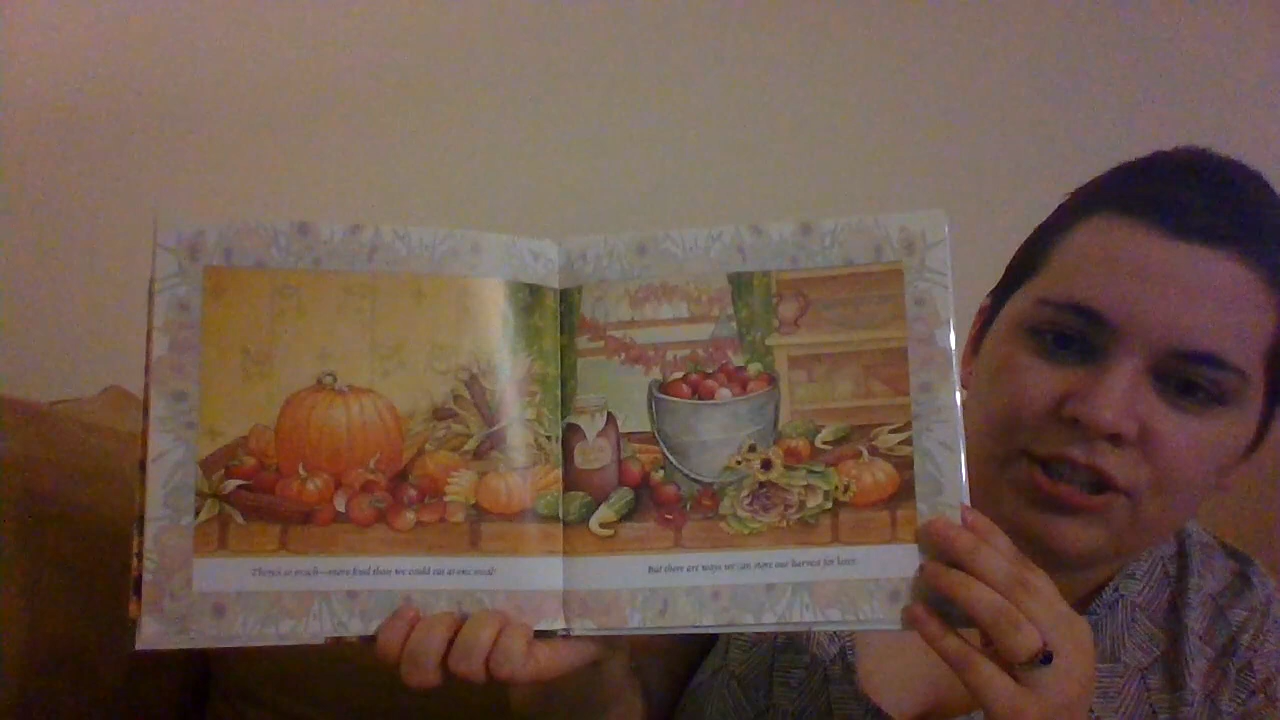 There's so much—more food than we could eat at one meal!
But there are ways we can store our harvest for later.